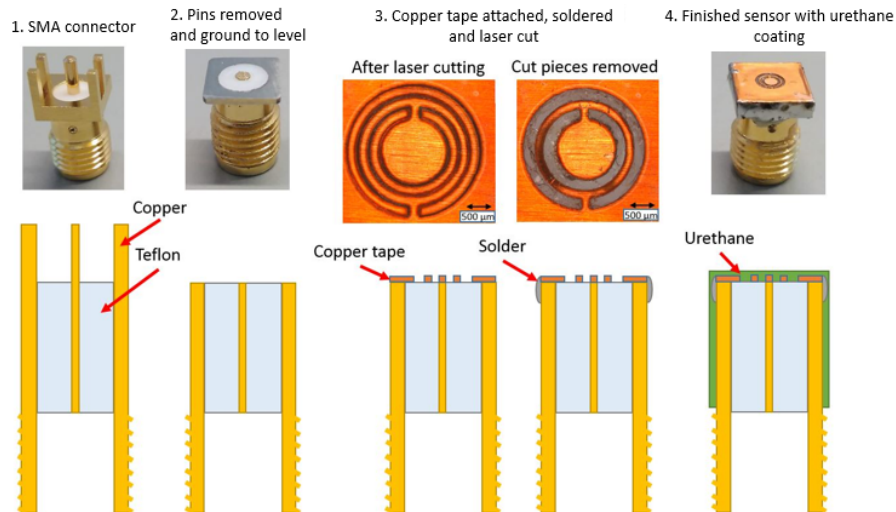 1. SMA connector
2. Pins removed
and ground to level
3. Copper tape attached, soldered
and laser cut
4. Finished sensor with urethane
coating
After laser cutting
Cut pieces removed
500 µm
500 µm
Copper
Teflon
Copper tape
Solder
Urethane